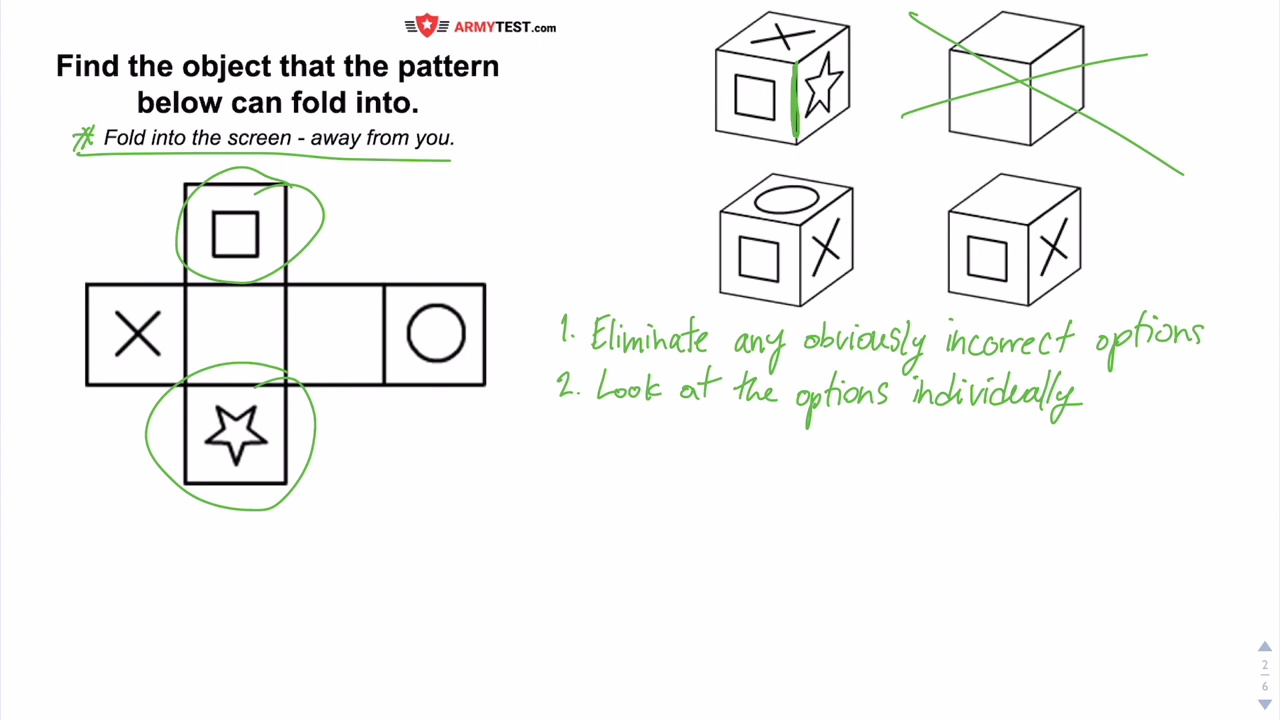 ARMYTEST.com
Find the object that the pattern
below can fold into.
* Fold into the screen - away from you.
1. Eliminate any obviously incorrect options
2. Look at the options individeally
2
6